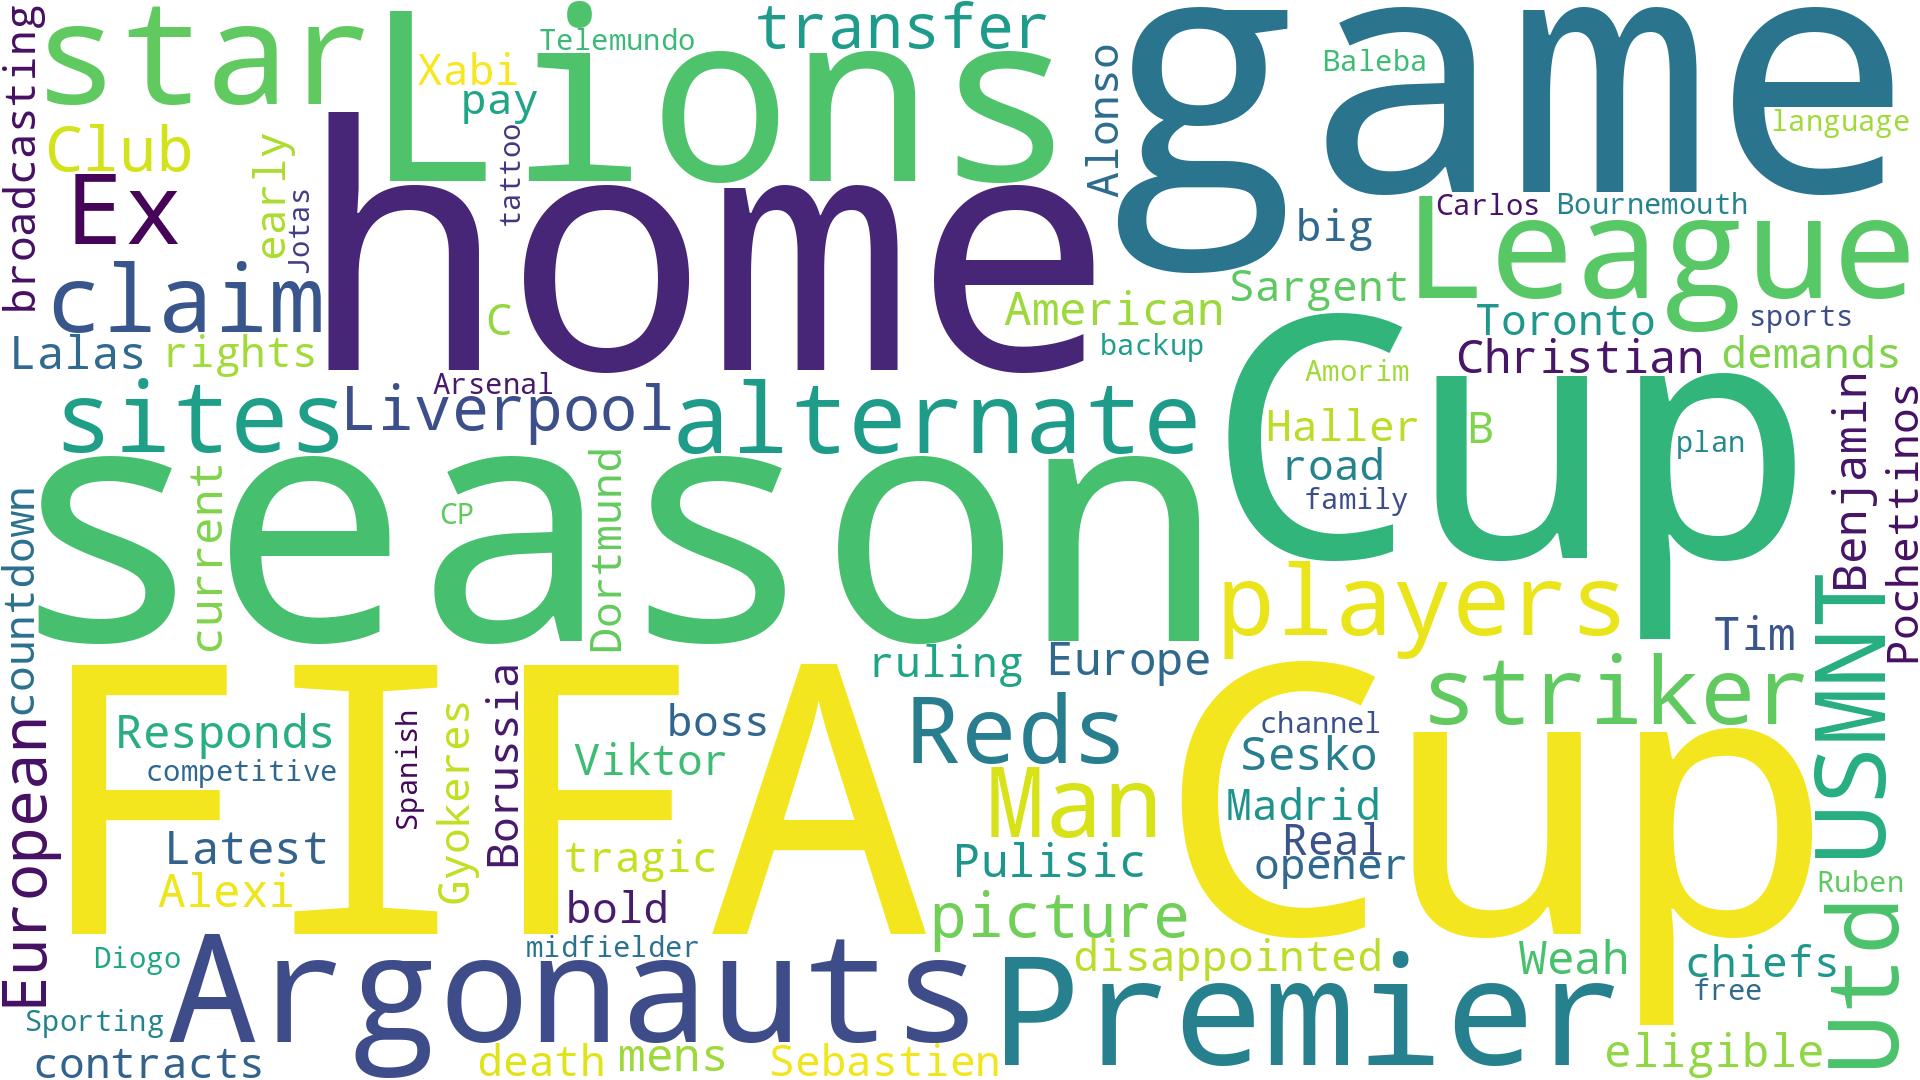 broadcasting
star
Lions
Telemundo
transfer
game
Xabi
pay
Alonso
Baleba
language
Club
early
tattoo
Ex
Jotas
home
big
Carlos
Bournemouth
League
claim
C
American
Sargent
backup
Toronto
sports
Lalas
rights
Christian
demands
Arsenal
Liverpool
sites
alternate
Cup
Amorim
Haller
B
plan
road
family
Benjamin
Pochettinos
countdown
current
season
CP
Dortmund
players
Tim
USMNT
ruling
Europe
striker
FIFA Cup
European
Responds
competitive
Spanish
Gyokeres
Borussia
boss
Viktor
Reds
channel
Sesko
Man
Madrid
Real
opener
Latest
Alexi
tragic
Pulisic
bold
picture
Ruben
Utd
Diogo
Argonauts
midfielder
disappointed
Premier
Weah
chiefs
free
Sporting
contracts
death
mens
Sebastien
eligible